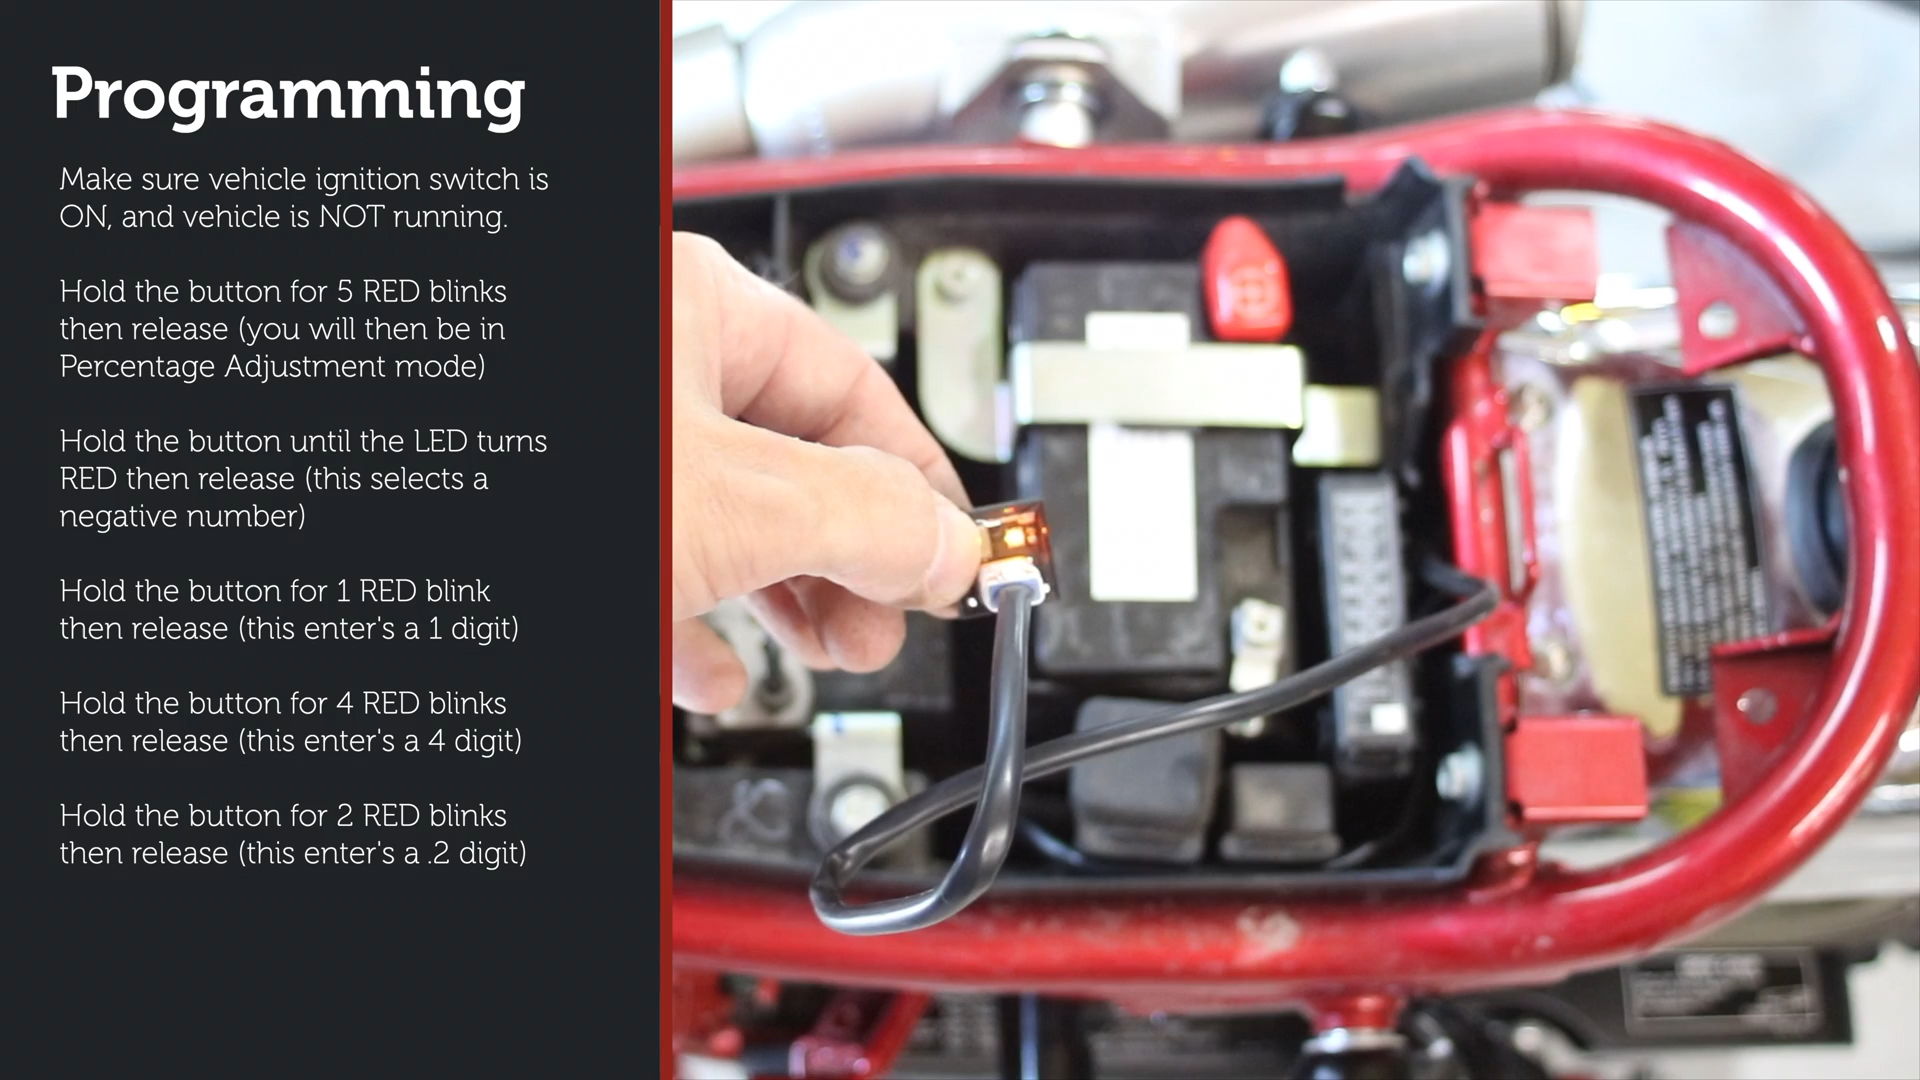 Programming
Make sure vehicle ignition switch is
ON, and vehicle is NOT running.
Hold the button for 5 RED blinks
then release (you will then be in
Percentage Adjustment mode)
Hold the button until the LED turns
RED then release (this selects a
negative number)
Hold the button for 1 RED blink
then release (this enter's a 1 digit)
Hold the button for 4 RED blinks
then release (this enter's a 4 digit)
Hold the button for 2 RED blinks
then release (this enter's a .2 digit)